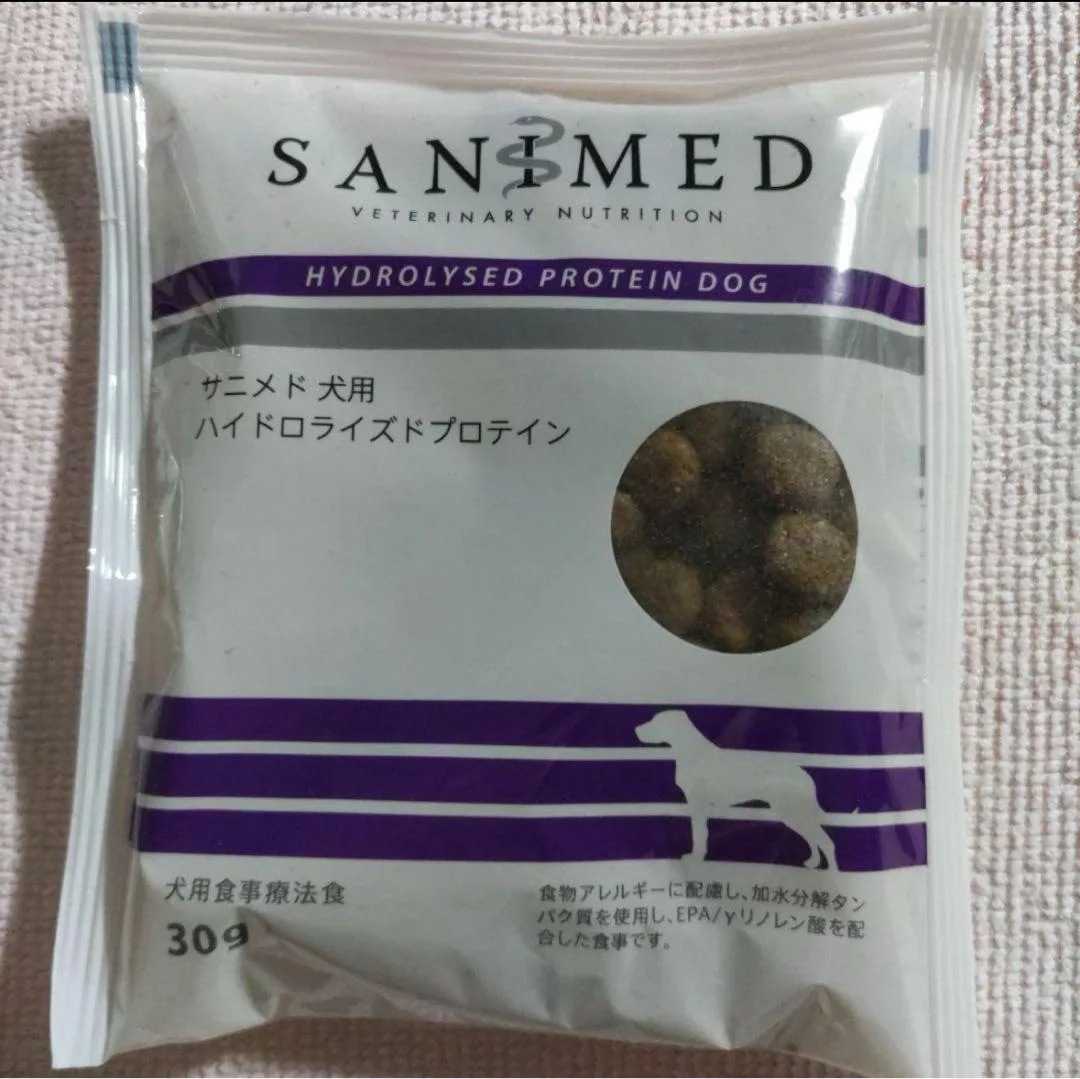 SANIMED
VETERINARY NUTRITION
HYDROLYSED PROTEIN DOG
サニメド 犬用
ハイドロライズドプロテイン
犬用食事療法食
30g
食物アレルギーに配慮し、加水分解タン
パク質を使用し、EPA/γリノレン酸を配
合した食事です。